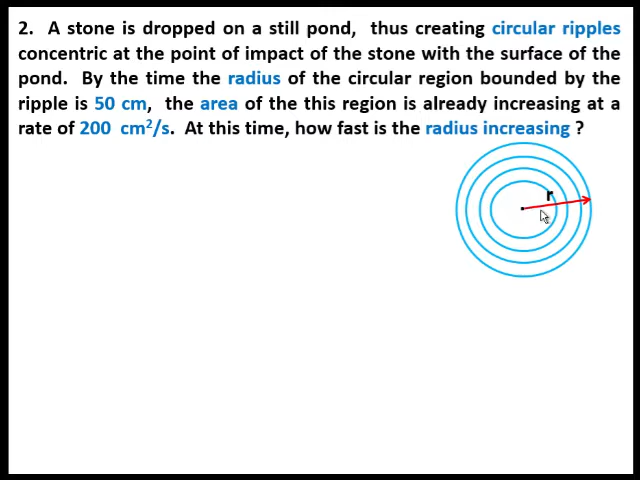 2. A stone is dropped on a still pond, thus creating circular ripples
concentric at the point of impact of the stone with the surface of the
pond. By the time the radius of the circular region bounded by the
ripple is 50 cm, the area of the this region is already increasing at a
rate of 200 cm²/s. At this time, how fast is the radius increasing ?
r